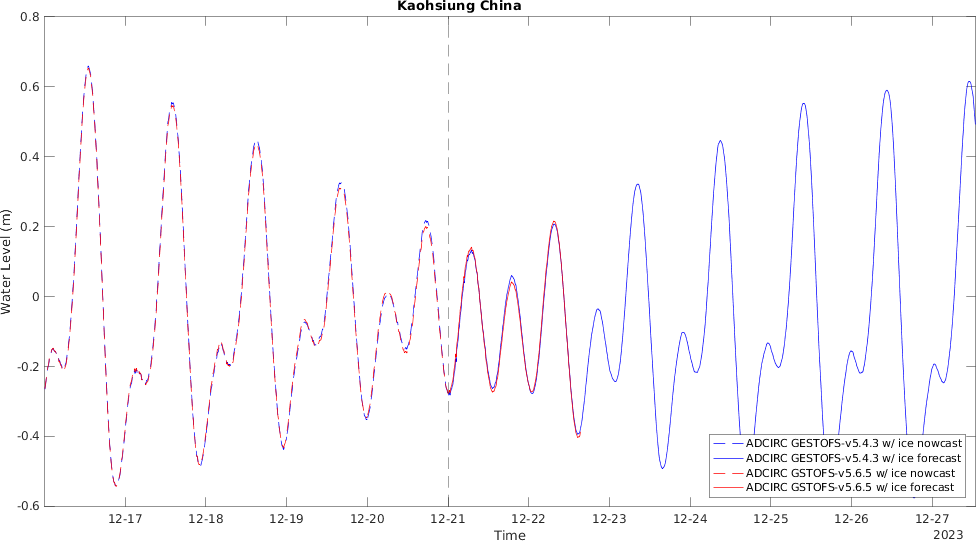 Kaohsiung China
0.8
0.6
0.4
0.2
0
-0.2
-0.4
-0.6
Water Level (m)
ADCIRC GESTOFS-v5.4.3 w/ ice nowcast
ADCIRC GESTOFS-v5.4.3 w/ ice forecast
ADCIRC GSTOFS-v5.6.5 w/ ice nowcast
ADCIRC GSTOFS-v5.6.5 w/ ice forecast
12-17 12-18 12-19 12-20 12-21 12-22 12-23 12-24 12-25 12-26 12-27
Time
2023